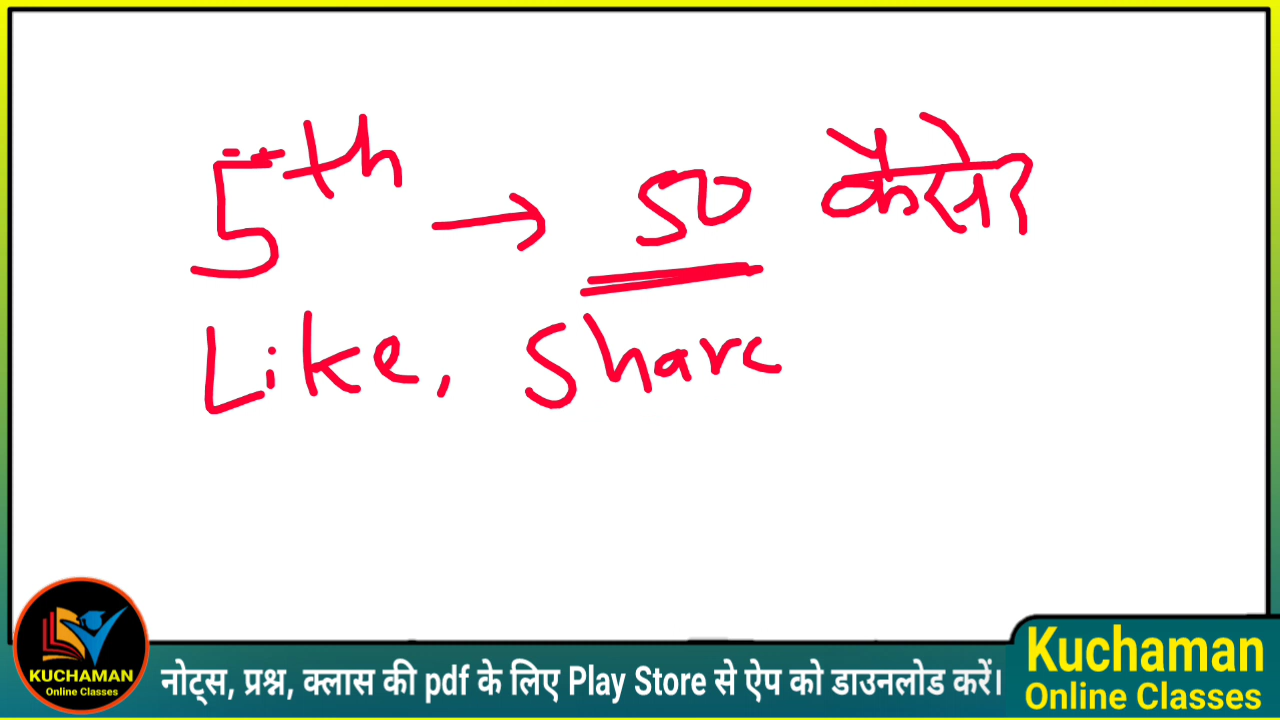 5th → 50 कैसे?
Like, Share
KUCHAMAN
Online Classes
नोट्स, प्रश्न, क्लास की pdf के लिए Play Store से ऐप को डाउनलोड करें।
Kuchaman
Online Classes